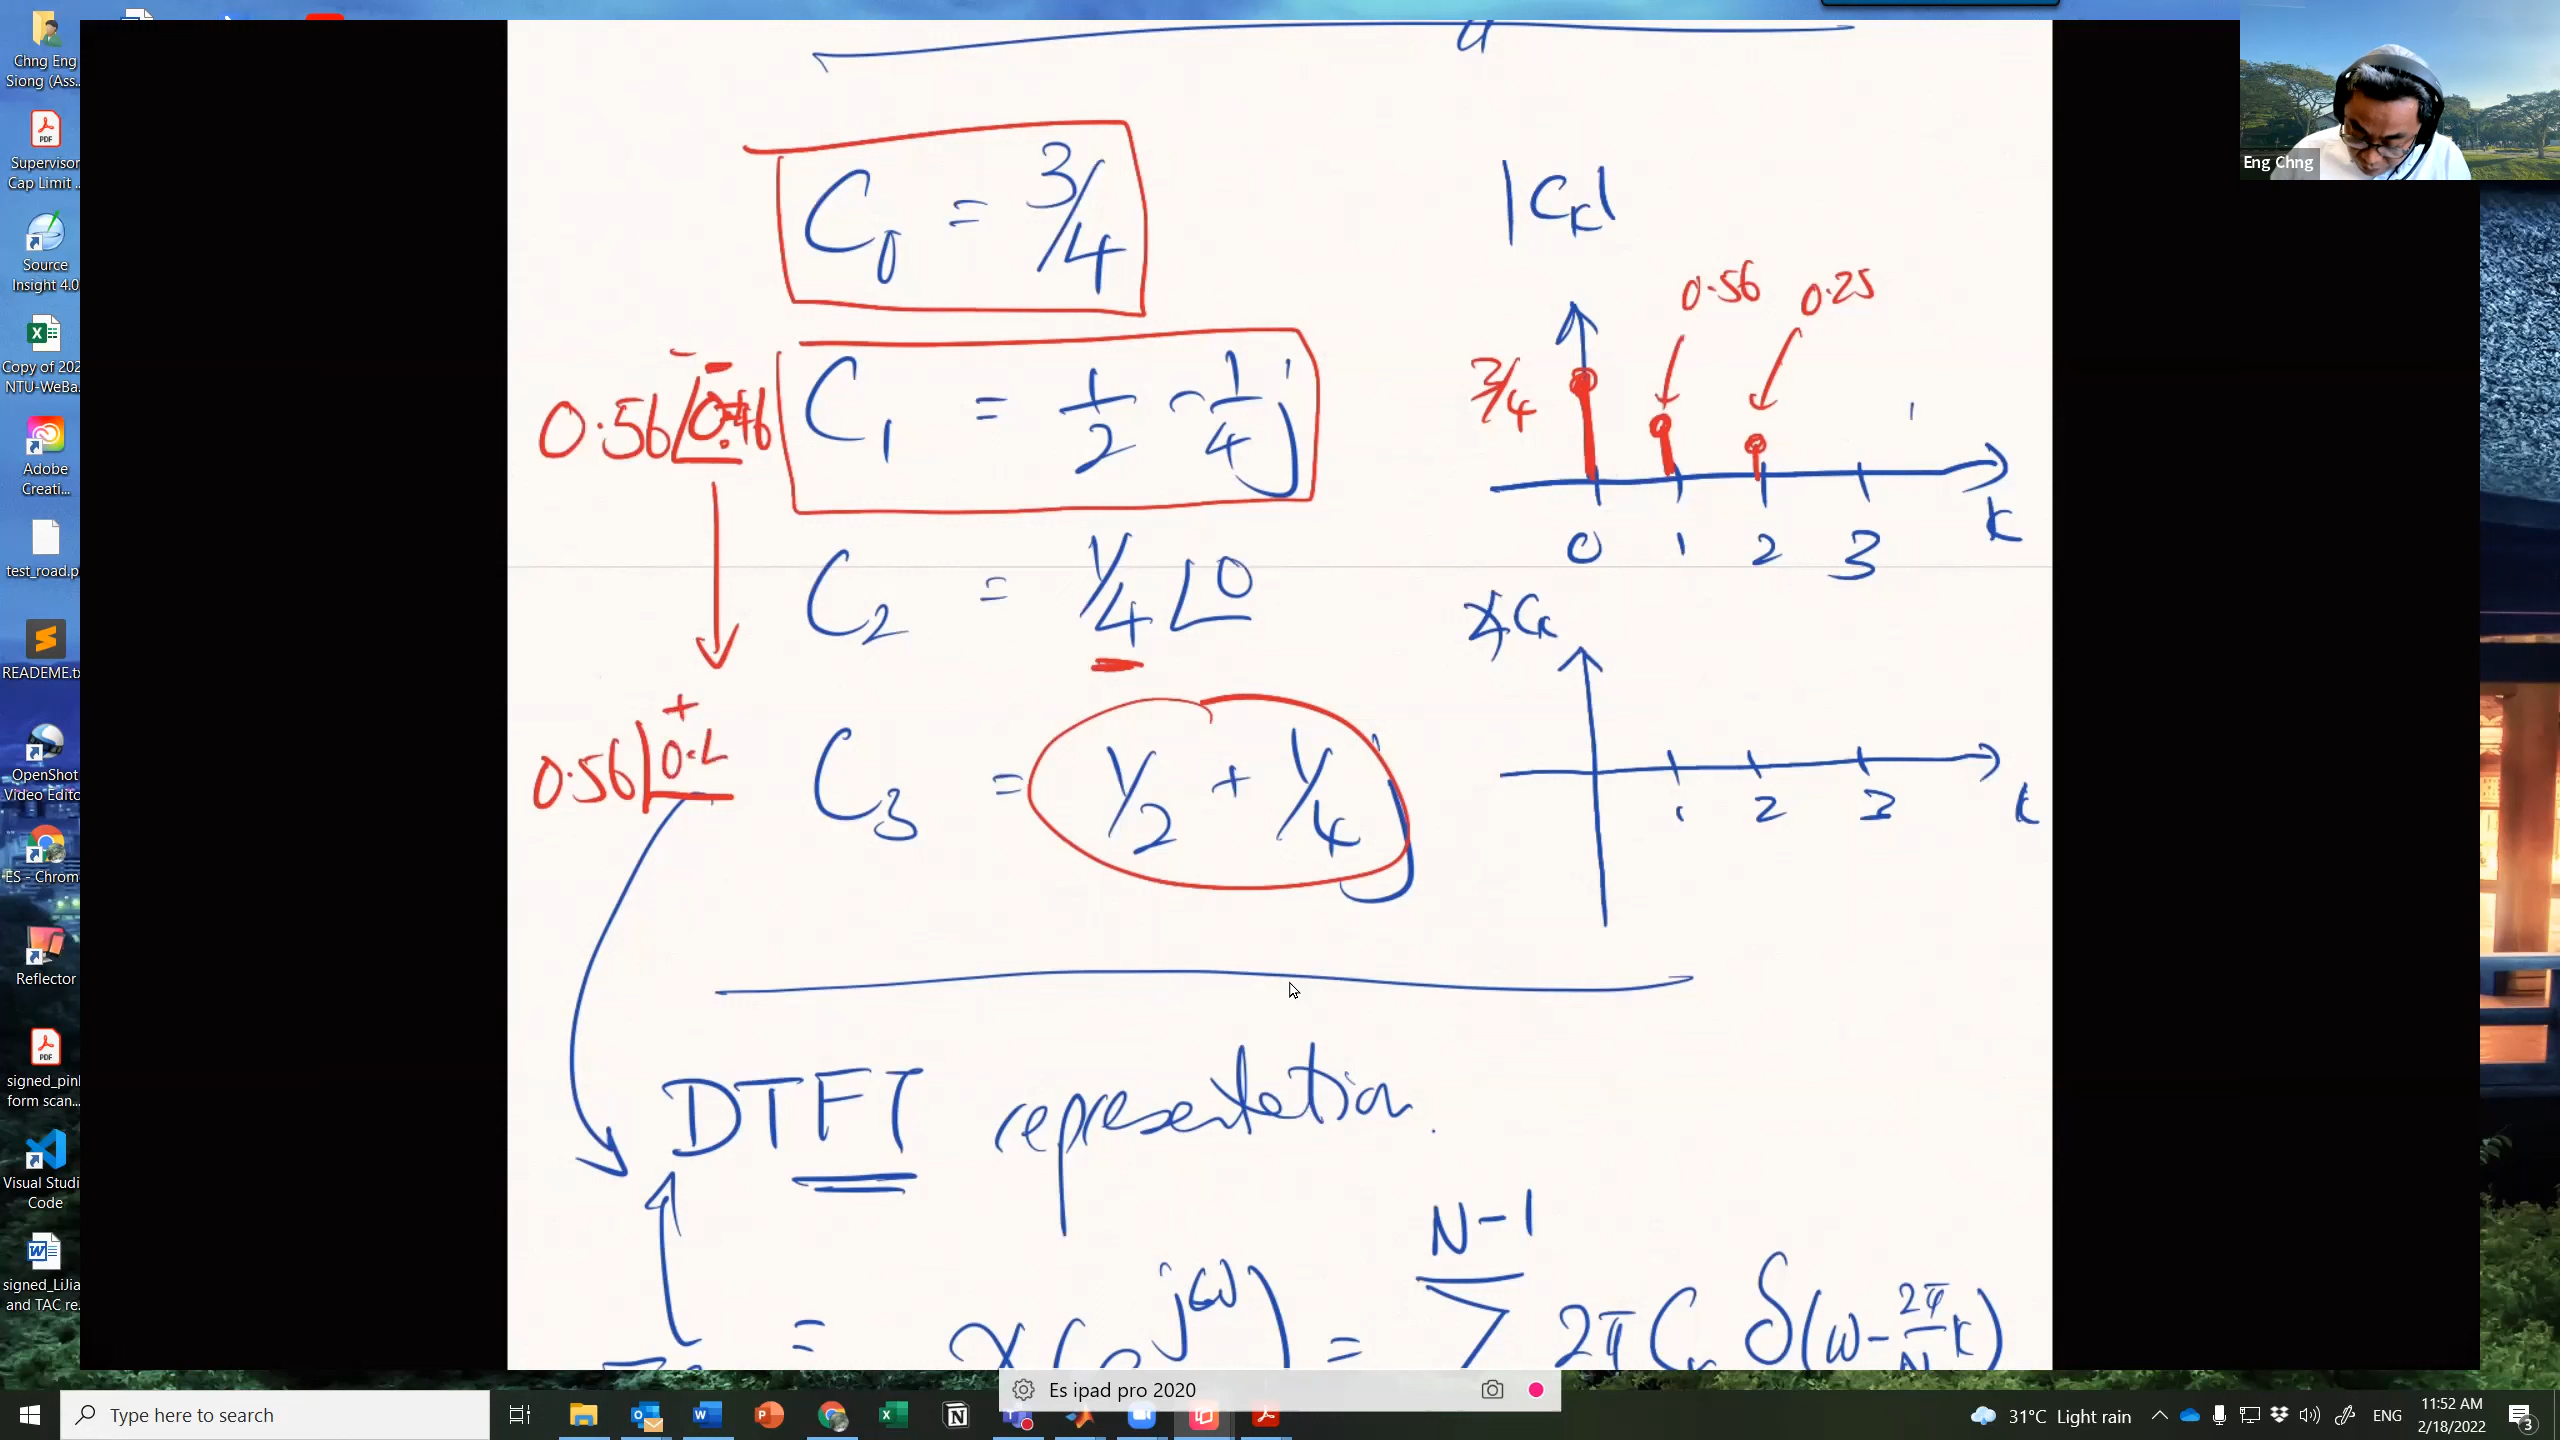 Chng Eng
Siong (Ass...
Supervisor
Cap Limit ...
Source
Insight 4.0
Copy of 202
NTU-WeBa...
Adobe
Creati...
test_road.p
READEME.tx
OpenShot
Video Edito
ES - Chrom
Reflector
signed_pinl
form scan...
Visual Studi
Code
signed_LiJia
and TAC re...
Eng Chng
C0 = 3/4
|Ck|
0.56 0.25
3/4
0.56∠-0.46 C1 = 1/2 - 1/4 j
0 1 2 3 k
C2 = 1/4 ∠0
∠Ck
+
0.56 C3 = 1/2 + 1/4 j
1 2 3 k
DTFT representation.
N-1
= X(e^jω) = Σ 2π Ck δ(ω - 2π/N k)
Es ipad pro 2020
Type here to search
31°C Light rain
ENG
11:52 AM
2/18/2022
3